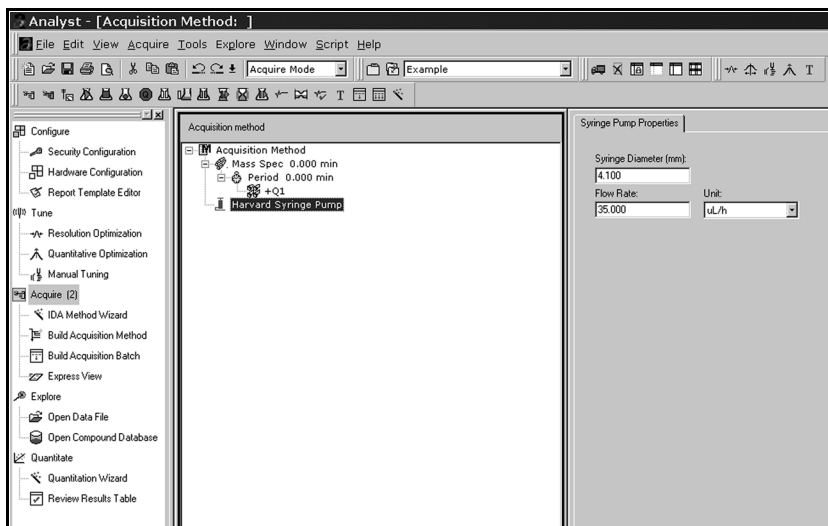 Analyst - [Acquisition Method: ]
File Edit View Acquire Tools Explore Window Script Help
Acquire Mode
Example
T
T
Configure
Security Configuration
Hardware Configuration
Report Template Editor
Tune
Resolution Optimization
Quantitative Optimization
Manual Tuning
Acquire (2)
IDA Method Wizard
Build Acquisition Method
Build Acquisition Batch
Express View
Explore
Open Data File
Open Compound Database
Quantitate
Quantitation Wizard
Review Results Table
Acquisition method
Acquisition Method
Mass Spec 0.000 min
Period 0.000 min
+Q1
Harvard Syringe Pump
Syringe Pump Properties
Syringe Diameter (mm):
4.100
Flow Rate: Unit:
35.000 uL/h